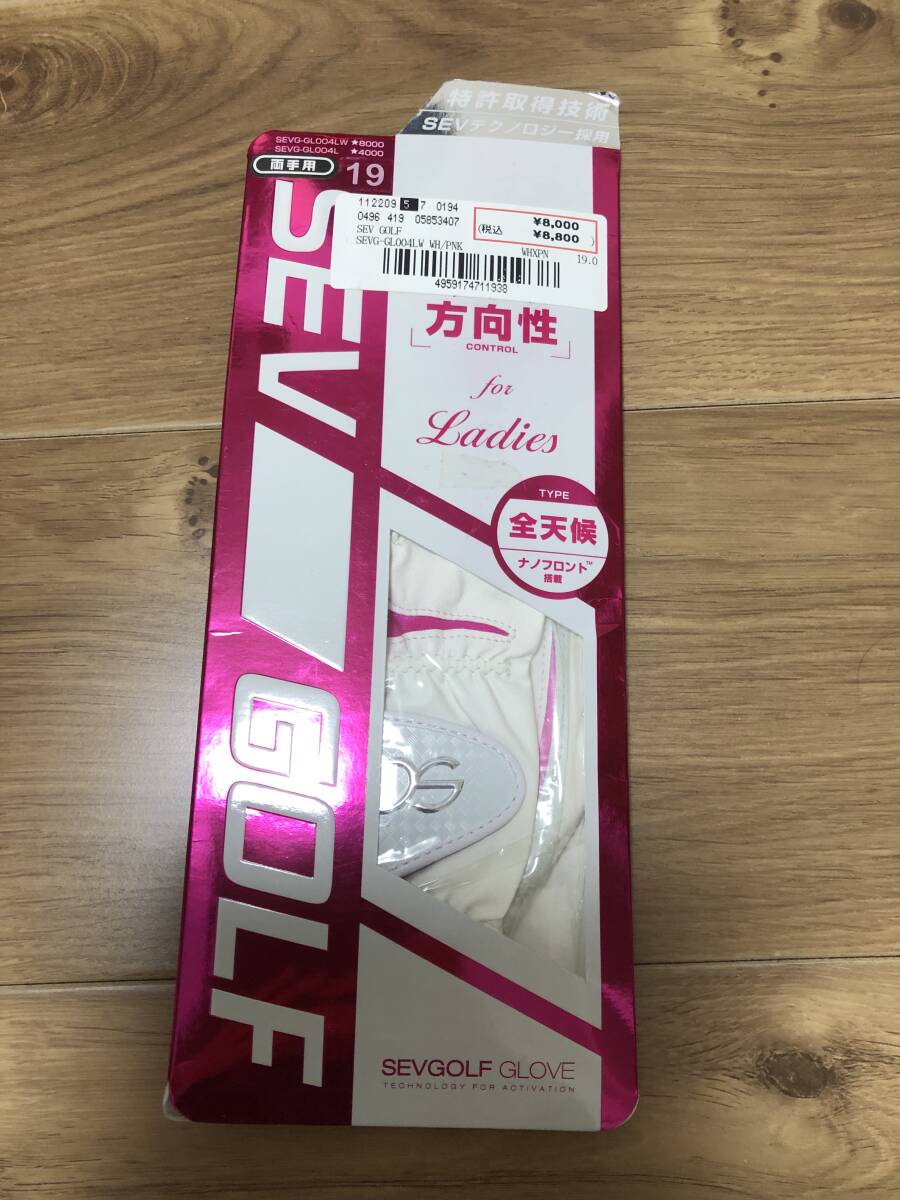 特許取得技術
SEVテクノロジー採用
SEVG-GL004LW ★8000
SEVG-GL004L ★4000
両手用 19
112209 5 7 0194
0496 419 05853407
SEV GOLF
SEVG-GL004LW WH/PNK
¥8,000
(税込 ¥8,800 )
WHXPN 19.0
4959174711938
SEV GOLF
方向性
CONTROL
for
Ladies
TYPE
全天候
ナノフロント™
搭載
SEVGOLF GLOVE
TECHNOLOGY FOR ACTIVATION